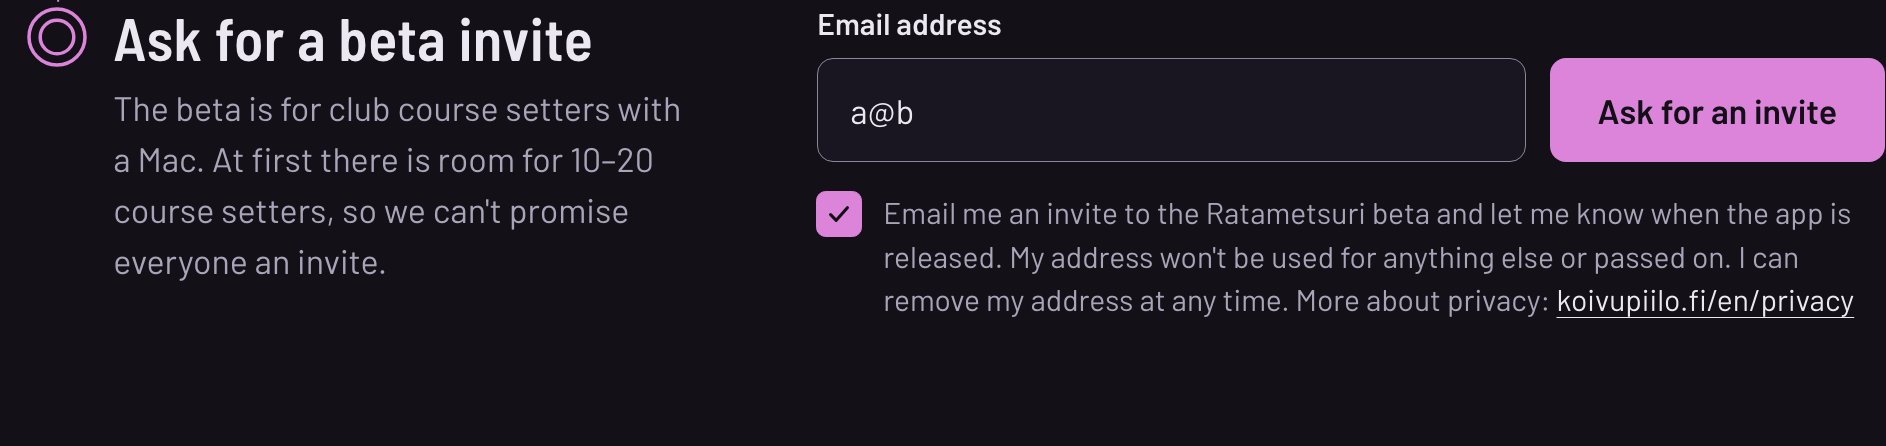 Ask for a beta invite
The beta is for club course setters with
a Mac. At first there is room for 10–20
course setters, so we can't promise
everyone an invite.
Email address
a@b
Ask for an invite
Email me an invite to the Ratametsuri beta and let me know when the app is
released. My address won't be used for anything else or passed on. I can
remove my address at any time. More about privacy: koivupiilo.fi/en/privacy